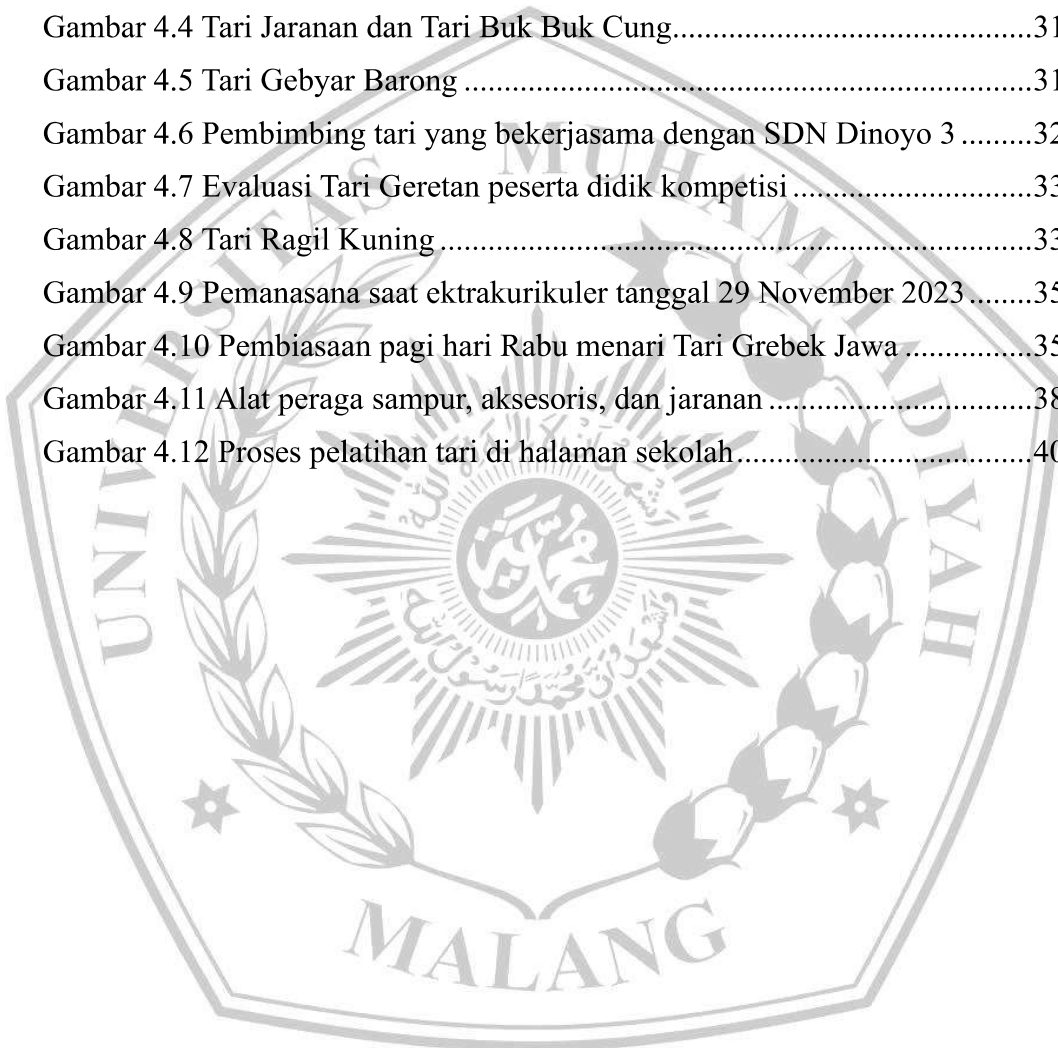 Gambar 4.4 Tari Jaranan dan Tari Buk Buk Cung............................................31
Gambar 4.5 Tari Gebyar Barong ......................................................................31
Gambar 4.6 Pembimbing tari yang bekerjasama dengan SDN Dinoyo 3 .........32
Gambar 4.7 Evaluasi Tari Geretan peserta didik kompetisi ..............................33
Gambar 4.8 Tari Ragil Kuning .........................................................................33
Gambar 4.9 Pemanasana saat ektrakurikuler tanggal 29 November 2023 ........35
Gambar 4.10 Pembiasaan pagi hari Rabu menari Tari Grebek Jawa ...............35
Gambar 4.11 Alat peraga sampur, aksesoris, dan jaranan ................................38
Gambar 4.12 Proses pelatihan tari di halaman sekolah.....................................40
UNIVERSITAS MUHAMMADIYAH
MALANG